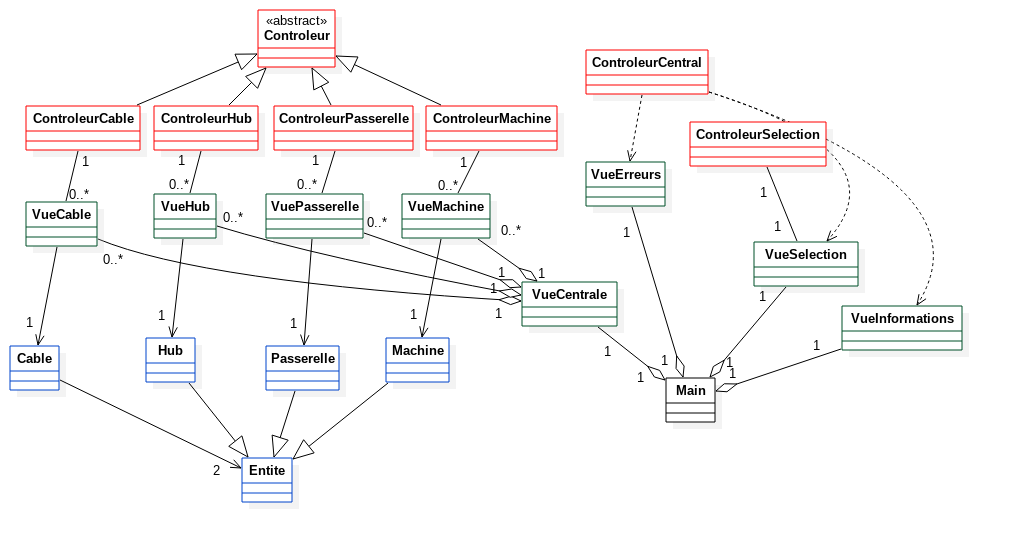 «abstract»
Controleur
ControleurCentral
ControleurCable
ControleurHub
ControleurPasserelle
ControleurMachine
ControleurSelection
1
1
1
1
VueErreurs
0..*
0..*
0..*
0..*
1
VueCable
VueHub
VuePasserelle
VueMachine
0..*
0..*
0..*
1
1
VueSelection
0..*
1
1
1
VueCentrale
1
1
VueInformations
1
1
1
1
1
Cable
Hub
Passerelle
Machine
1
1
1
1
1
1
Main
2
Entite